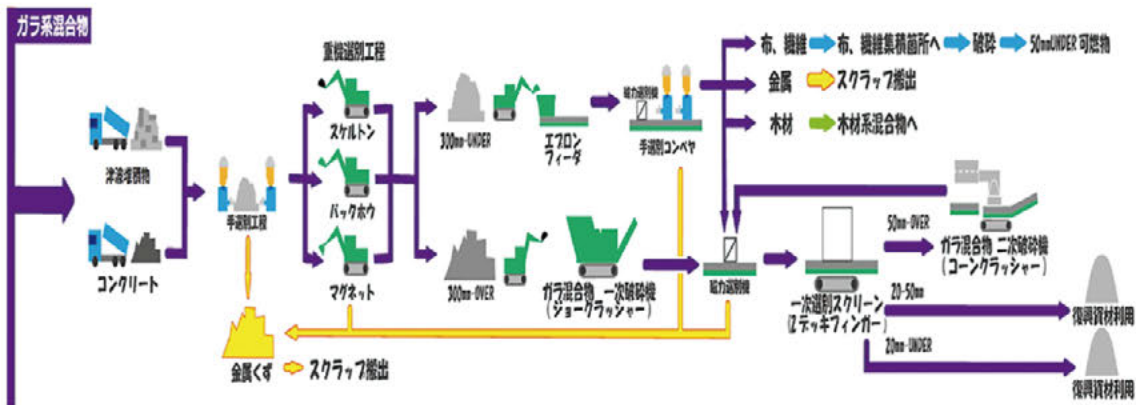 ガラ系混合物
津波堆積物
コンクリート
手選別工程
金属くず
スクラップ搬出
重機選別工程
スケルトン
バックホウ
マグネット
300mm-UNDER
エプロン
フィーダ
磁力選別機
手選別コンベヤ
300mm-OVER
ガラ混合物 一次破砕機
(ジョークラッシャー)
布、繊維
布、繊維集積箇所へ
破砕
50mmUNDER 可燃物
金属
スクラップ搬出
木材
木材系混合物へ
磁力選別機
一次選別スクリーン
(Zデッキフィンガー)
50mm-OVER
ガラ混合物 二次破砕機
(コーンクラッシャー)
20-50mm
復興資材利用
20mm-UNDER
復興資材利用